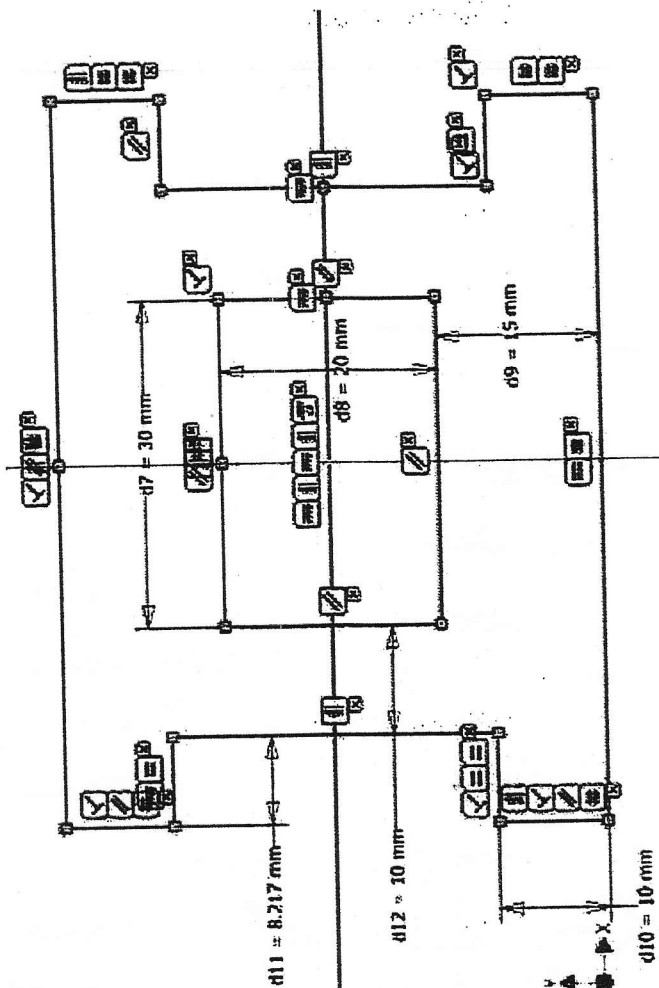 d7 = 30 mm
d8 = 20 mm
d9 = 15 mm
d11 = 8.217 mm
d12 = 10 mm
d10 = 10 mm
X